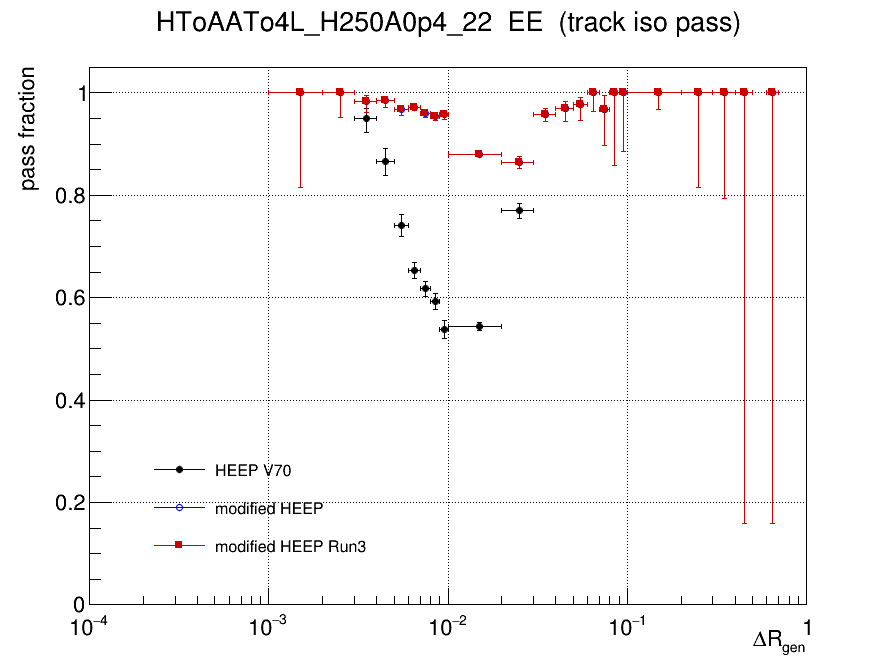 HToAATo4L_H250A0p4_22 EE (track iso pass)
pass fraction
1
0.8
0.6
0.4
0.2
0
HEEP V70
modified HEEP
modified HEEP Run3
10⁻⁴ 10⁻³ 10⁻² 10⁻¹ 1
ΔR_gen